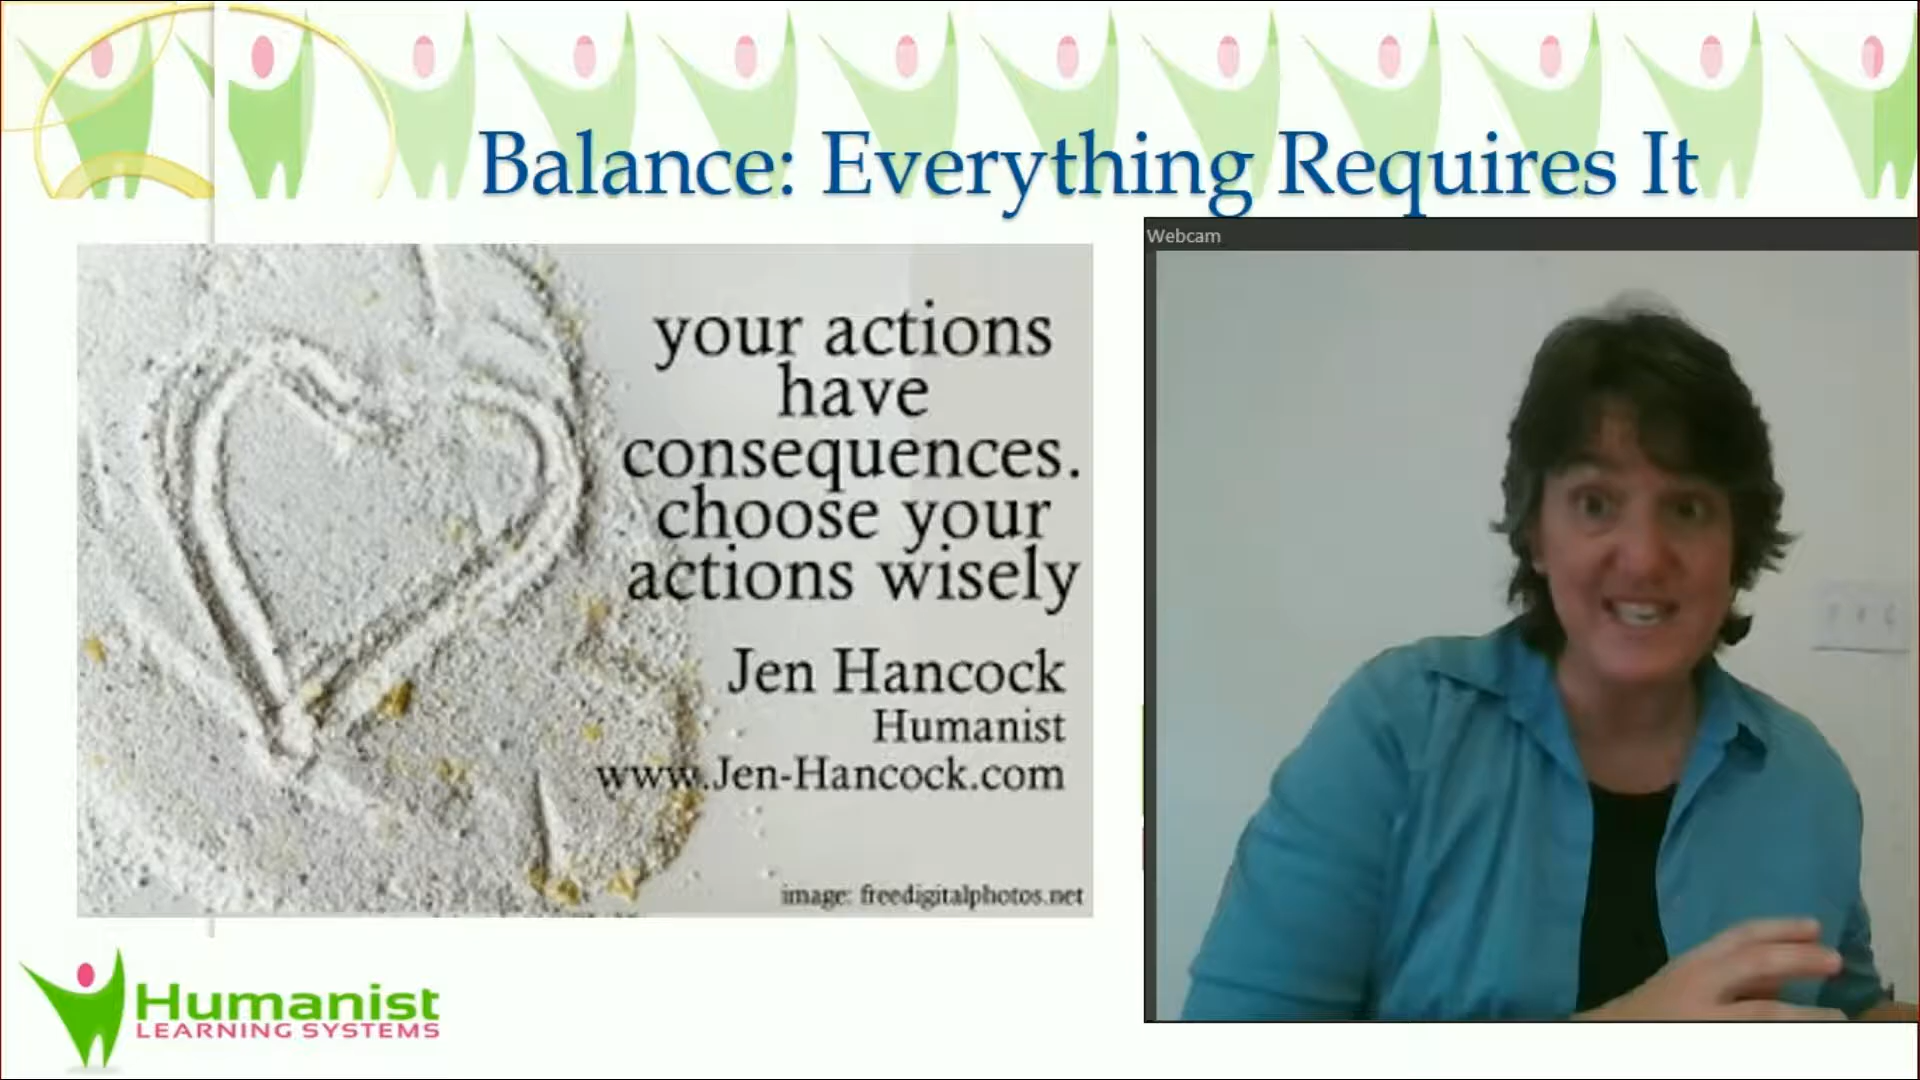 Balance: Everything Requires It
Webcam
your actions
have
consequences.
choose your
actions wisely
Jen Hancock
Humanist
www.Jen-Hancock.com
image: freedigitalphotos.net
Humanist
LEARNING SYSTEMS